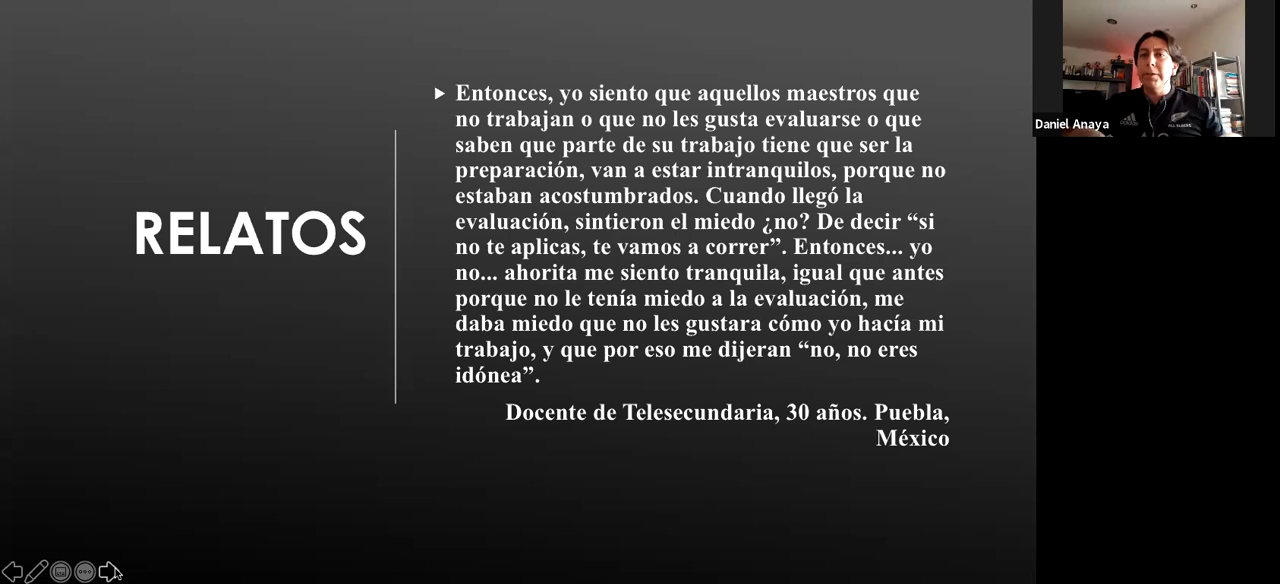 RELATOS
Entonces, yo siento que aquellos maestros que
no trabajan o que no les gusta evaluarse o que
saben que parte de su trabajo tiene que ser la
preparación, van a estar intranquilos, porque no
estaban acostumbrados. Cuando llegó la
evaluación, sintieron el miedo ¿no? De decir “si
no te aplicas, te vamos a correr”. Entonces... yo
no... ahorita me siento tranquila, igual que antes
porque no le tenía miedo a la evaluación, me
daba miedo que no les gustara cómo yo hacía mi
trabajo, y que por eso me dijeran “no, no eres
idónea”.
Docente de Telesecundaria, 30 años. Puebla,
México
Daniel Anaya
adidas
ALL BLACKS